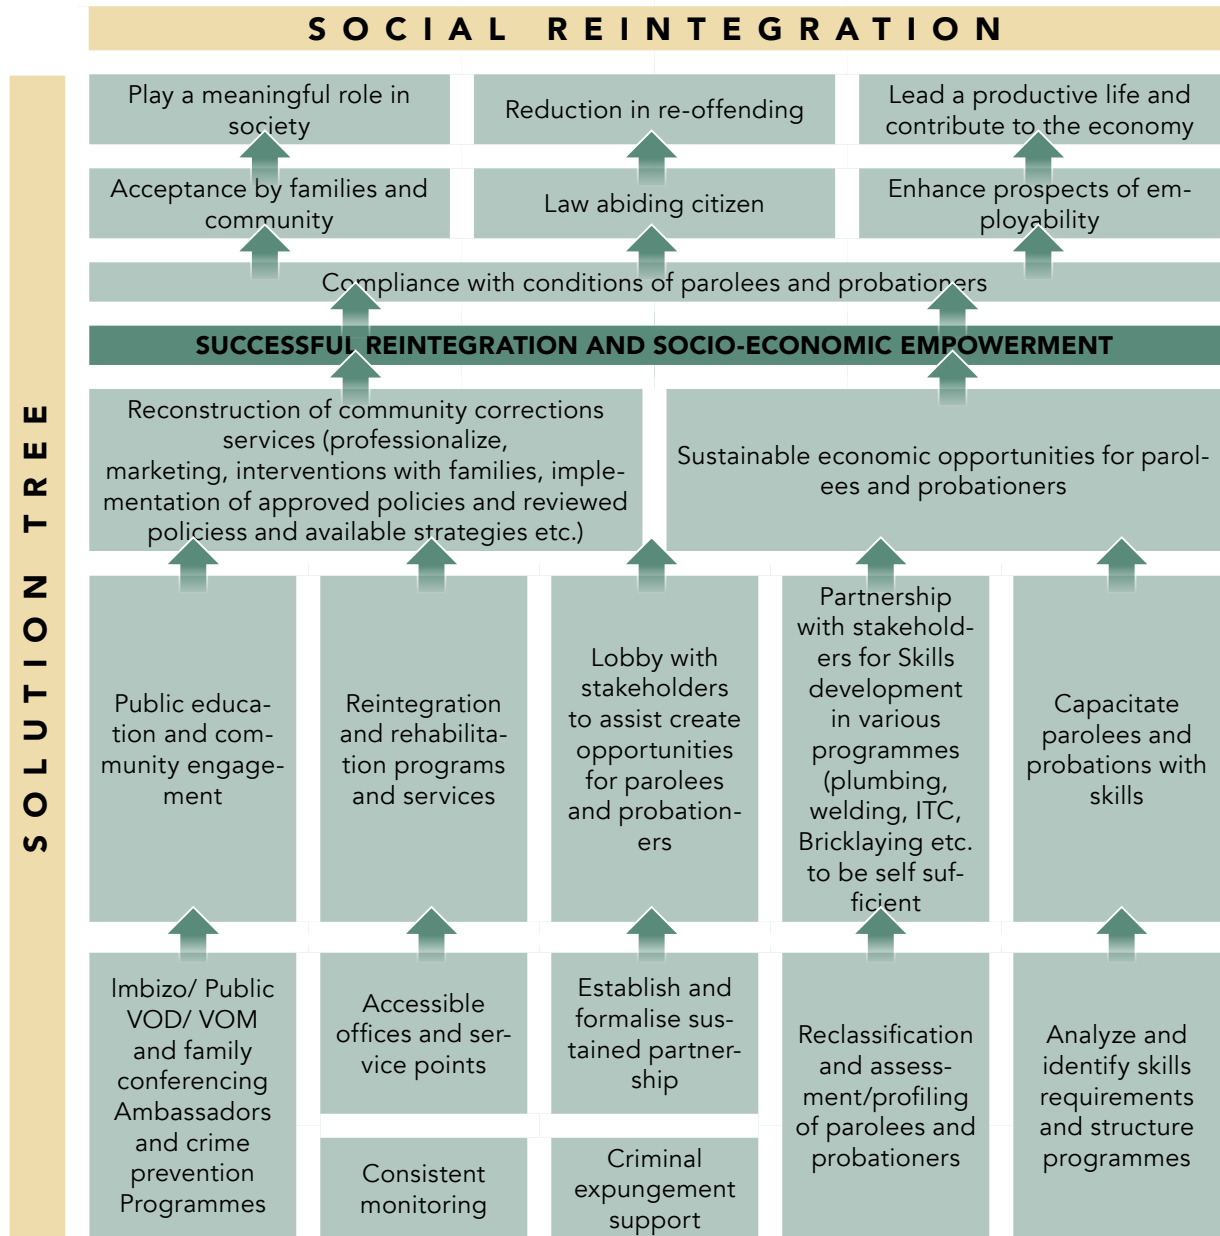 SOCIAL REINTEGRATION
SOLUTION TREE
Play a meaningful role in
society
Reduction in re-offending
Lead a productive life and
contribute to the economy
Acceptance by families and
community
Law abiding citizen
Enhance prospects of em-
ployability
Compliance with conditions of parolees and probationers
SUCCESSFUL REINTEGRATION AND SOCIO-ECONOMIC EMPOWERMENT
Reconstruction of community corrections
services (professionalize,
marketing, interventions with families, imple-
mentation of approved policies and reviewed
policiess and available strategies etc.)
Sustainable economic opportunities for parol-
ees and probationers
Public educa-
tion and com-
munity engage-
ment
Reintegration
and rehabilita-
tion programs
and services
Lobby with
stakeholders
to assist create
opportunities
for parolees
and probation-
ers
Partnership
with stakehold-
ers for Skills
development
in various
programmes
(plumbing,
welding, ITC,
Bricklaying etc.
to be self suf-
ficient
Capacitate
parolees and
probations with
skills
Imbizo/ Public
VOD/ VOM
and family
conferencing
Ambassadors
and crime
prevention
Programmes
Accessible
offices and ser-
vice points
Consistent
monitoring
Establish and
formalise sus-
tained partner-
ship
Criminal
expungement
support
Reclassification
and assess-
ment/profiling
of parolees and
probationers
Analyze and
identify skills
requirements
and structure
programmes